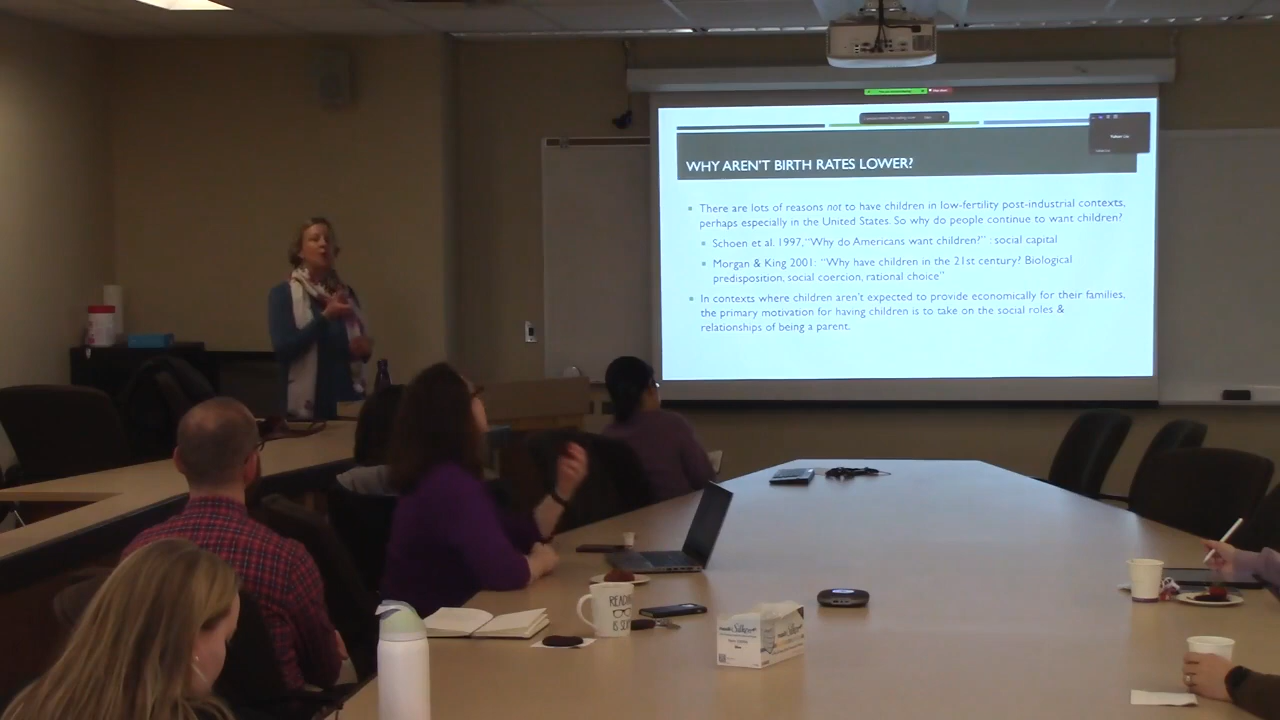 WHY AREN'T BIRTH RATES LOWER?
There are lots of reasons not to have children in low-fertility post-industrial contexts,
perhaps especially in the United States. So why do people continue to want children?
Schoen et al. 1997, "Why do Americans want children?" : social capital
Morgan & King 2001: "Why have children in the 21st century? Biological
predisposition, social coercion, rational choice"
In contexts where children aren't expected to provide economically for their families,
the primary motivation for having children is to take on the social roles &
relationships of being a parent.
READING
IS SEXY